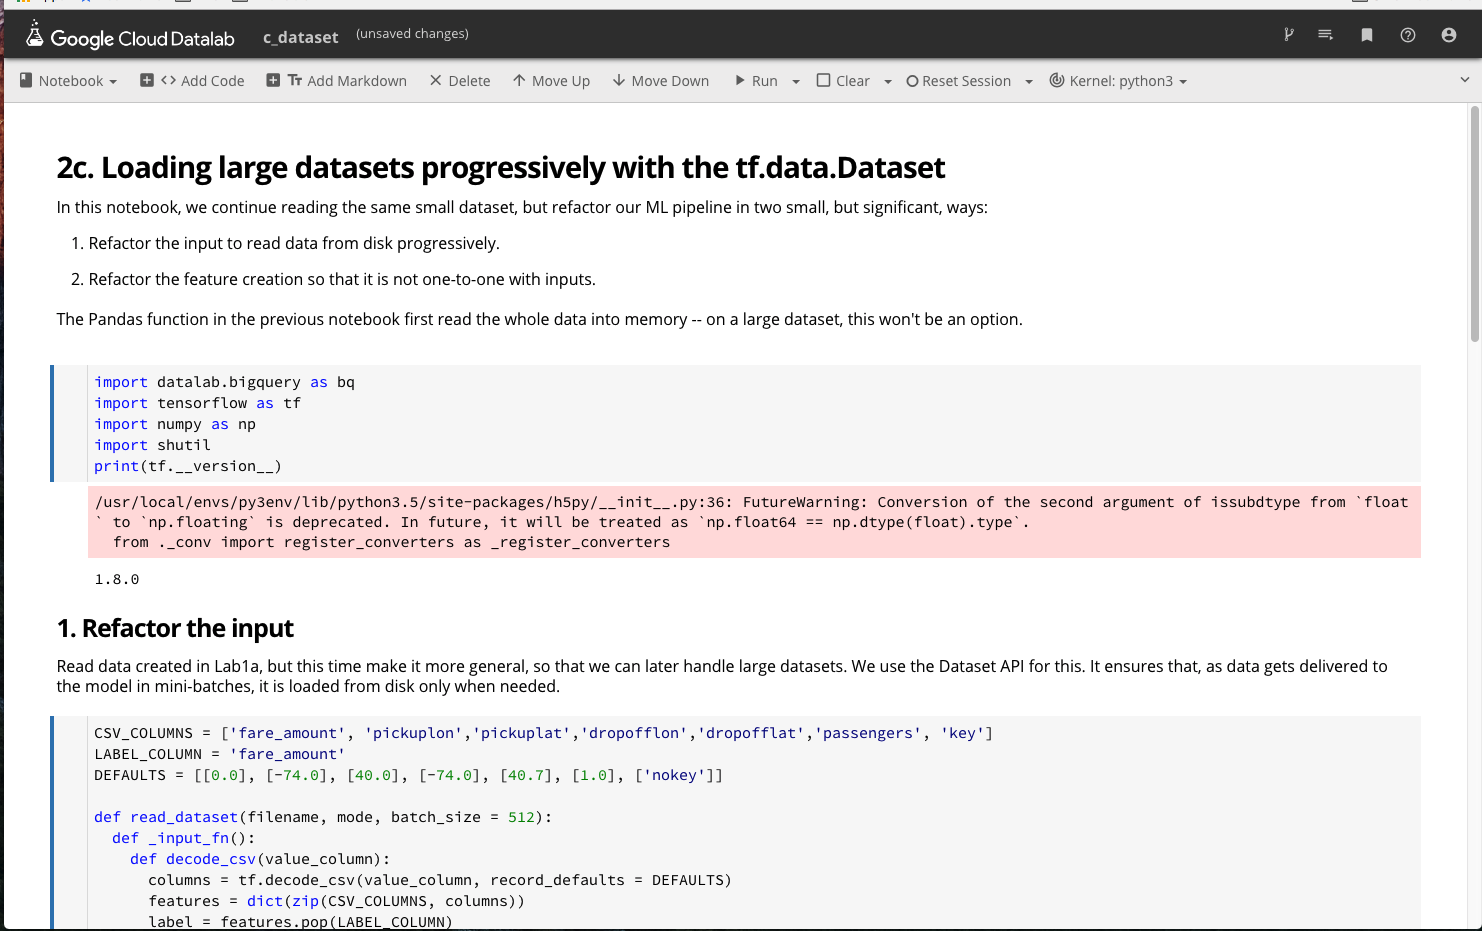 Google Cloud Datalab c_dataset (unsaved changes)
Notebook Add Code Tr Add Markdown Delete Move Up Move Down Run Clear Reset Session Kernel: python3
2c. Loading large datasets progressively with the tf.data.Dataset
In this notebook, we continue reading the same small dataset, but refactor our ML pipeline in two small, but significant, ways:
1. Refactor the input to read data from disk progressively.
2. Refactor the feature creation so that it is not one-to-one with inputs.
The Pandas function in the previous notebook first read the whole data into memory -- on a large dataset, this won't be an option.
import datalab.bigquery as bq
import tensorflow as tf
import numpy as np
import shutil
print(tf.__version__)
/usr/local/envs/py3env/lib/python3.5/site-packages/h5py/__init__.py:36: FutureWarning: Conversion of the second argument of issubdtype from `float
` to `np.floating` is deprecated. In future, it will be treated as `np.float64 == np.dtype(float).type`.
  from ._conv import register_converters as _register_converters
1.8.0
1. Refactor the input
Read data created in Lab1a, but this time make it more general, so that we can later handle large datasets. We use the Dataset API for this. It ensures that, as data gets delivered to
the model in mini-batches, it is loaded from disk only when needed.
CSV_COLUMNS = ['fare_amount', 'pickuplon','pickuplat','dropofflon','dropofflat','passengers', 'key']
LABEL_COLUMN = 'fare_amount'
DEFAULTS = [[0.0], [-74.0], [40.0], [-74.0], [40.7], [1.0], ['nokey']]
def read_dataset(filename, mode, batch_size = 512):
  def _input_fn():
    def decode_csv(value_column):
      columns = tf.decode_csv(value_column, record_defaults = DEFAULTS)
      features = dict(zip(CSV_COLUMNS, columns))
      label = features.pop(LABEL_COLUMN)